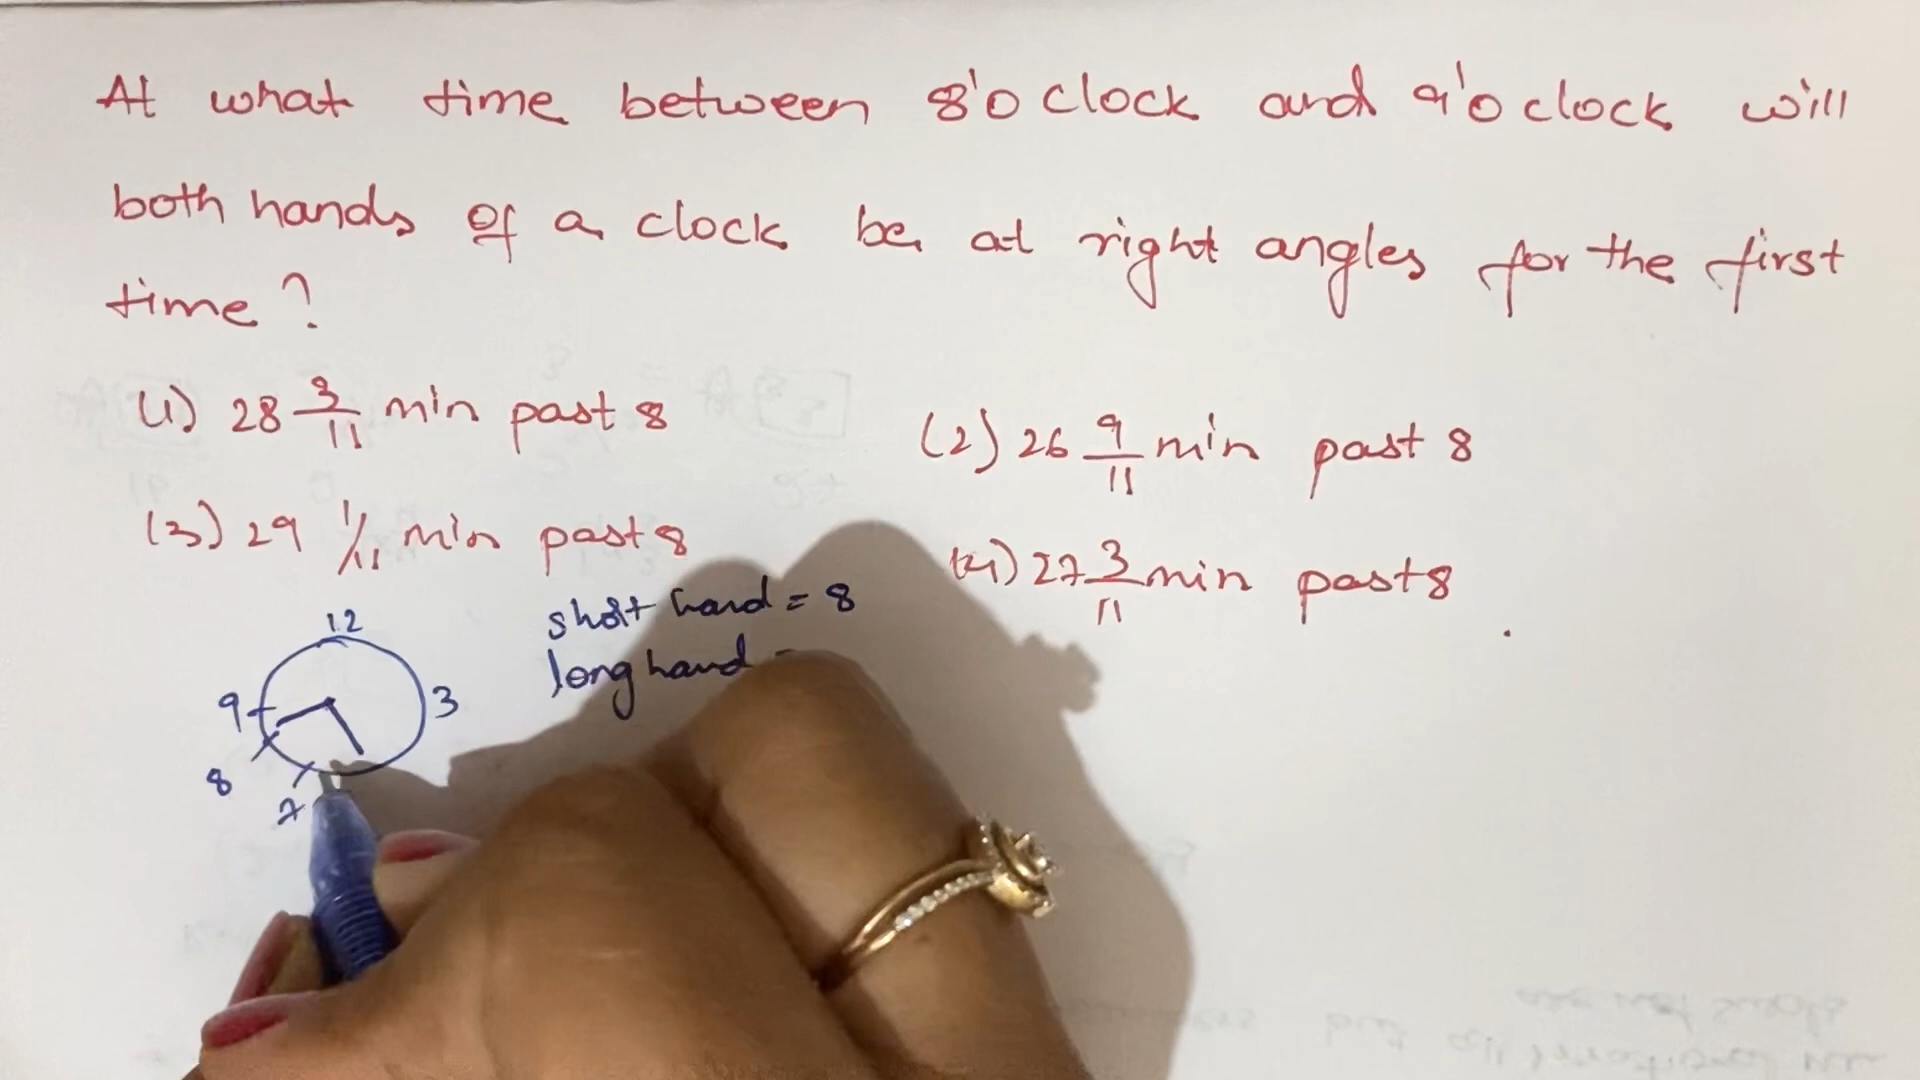 At what time between 8'o clock and 9'o clock will
both hands of a clock be at right angles for the first
time?
(1) 28 3/11 min past 8
(2) 26 9/11 min past 8
(3) 29 1/11 min past 8
(4) 27 3/11 min past 8
short hand = 8
long hand =
12
9
3
8
7